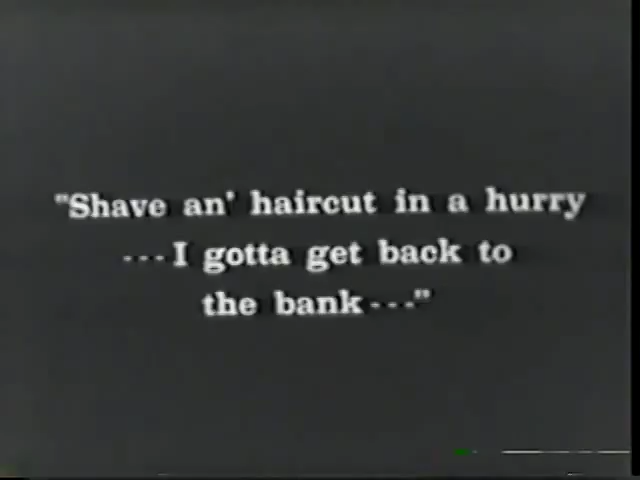 "Shave an' haircut in a hurry
----I gotta get back to
the bank---"